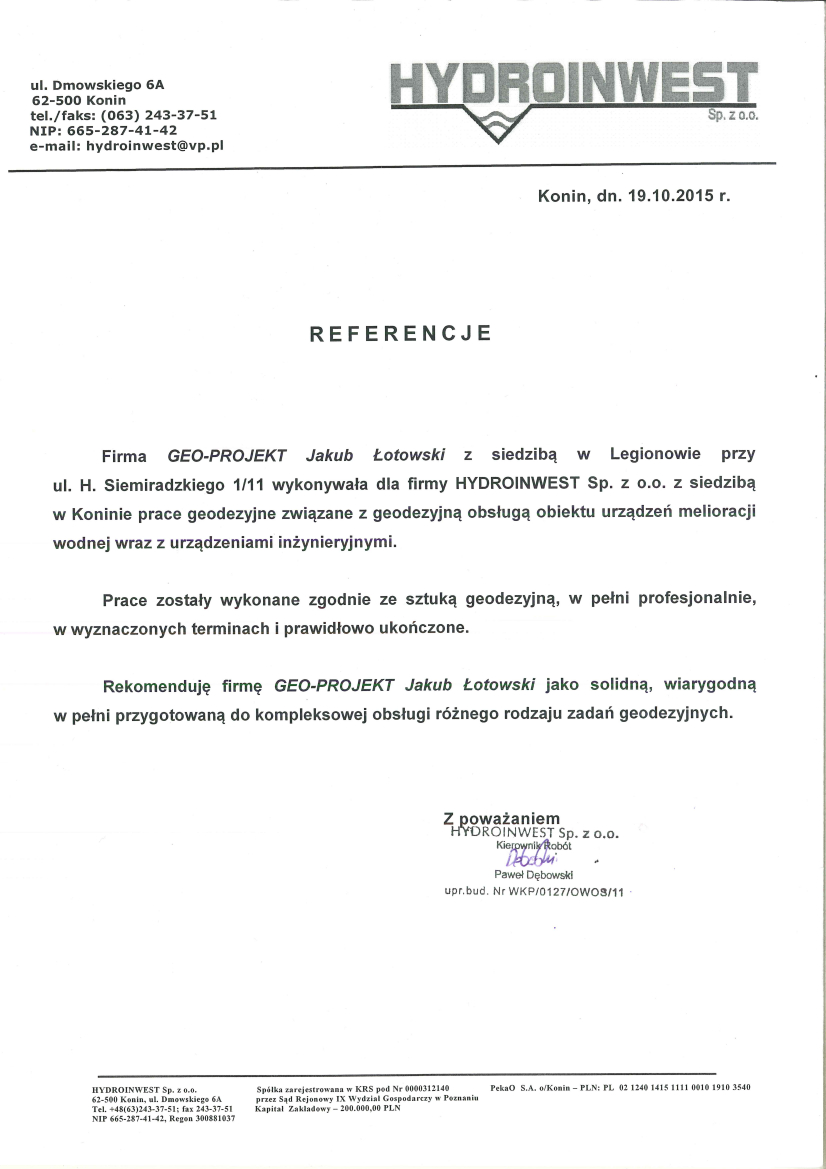 ul. Dmowskiego 6A
62-500 Konin
tel./faks: (063) 243-37-51
NIP: 665-287-41-42
e-mail: hydroinwest@vp.pl
HYDROINWEST
Sp. z o.o.
Konin, dn. 19.10.2015 r.
REFERENCJE
Firma GEO-PROJEKT Jakub Łotowski z siedzibą w Legionowie przy
ul. H. Siemiradzkiego 1/11 wykonywała dla firmy HYDROINWEST Sp. z o.o. z siedzibą
w Koninie prace geodezyjne związane z geodezyjną obsługą obiektu urządzeń melioracji
wodnej wraz z urządzeniami inżynieryjnymi.
Prace zostały wykonane zgodnie ze sztuką geodezyjną, w pełni profesjonalnie,
w wyznaczonych terminach i prawidłowo ukończone.
Rekomenduję firmę GEO-PROJEKT Jakub Łotowski jako solidną, wiarygodną
w pełni przygotowaną do kompleksowej obsługi różnego rodzaju zadań geodezyjnych.
Z poważaniem
HYDROINWEST Sp. z o.o.
Kierownik Robót
Paweł Dębowski
upr.bud. Nr WKP/0127/OWOS/11
HYDROINWEST Sp. z o.o.
62-500 Konin, ul. Dmowskiego 6A
Tel. +48(63)243-37-51; fax 243-37-51
NIP 665-287-41-42, Regon 300881037
Spółka zarejestrowana w KRS pod Nr 0000312140
przez Sąd Rejonowy IX Wydział Gospodarczy w Poznaniu
Kapitał Zakładowy – 200.000,00 PLN
PekaO S.A. o/Konin – PLN: PL 02 1240 1415 1111 0010 1910 3540